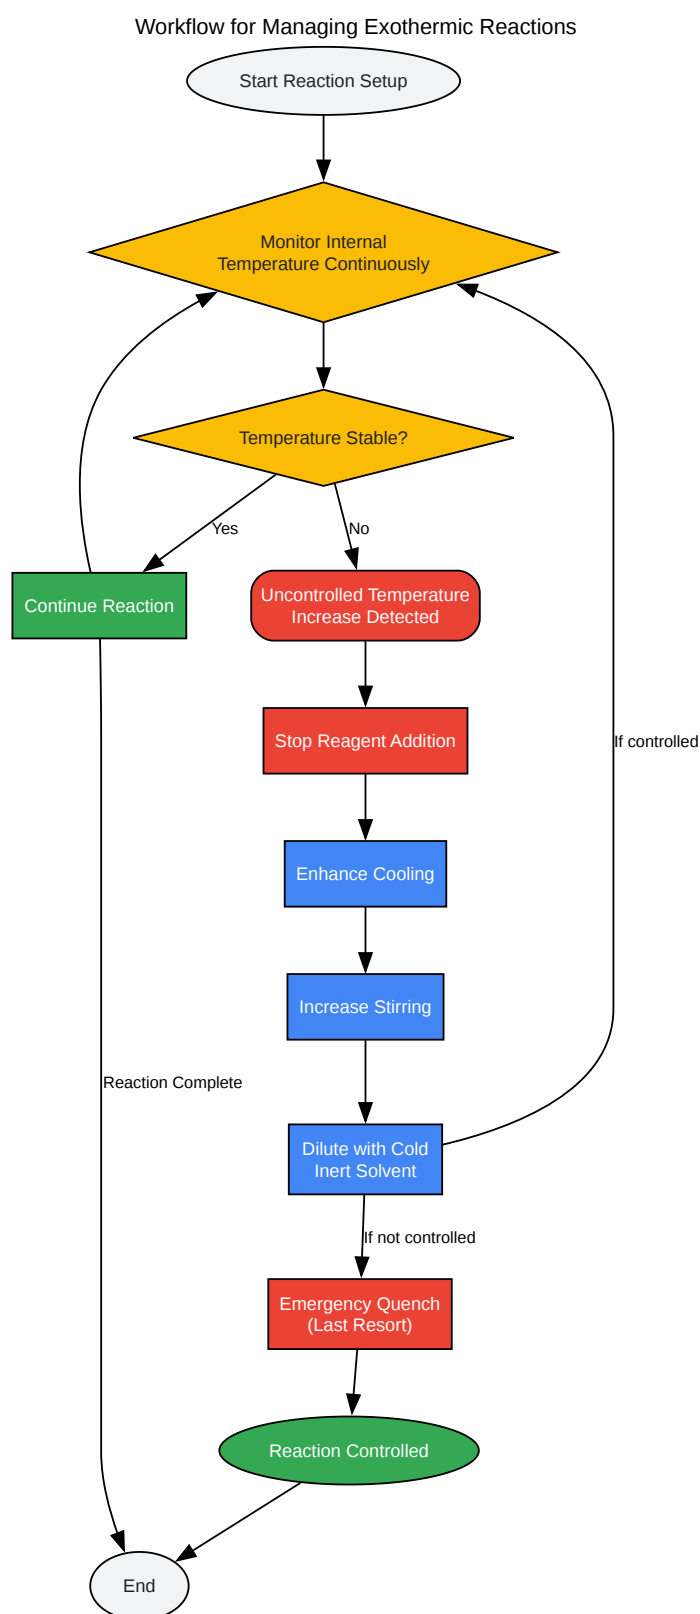 Workflow for Managing Exothermic Reactions
Start Reaction Setup
Monitor Internal
Temperature Continuously
Temperature Stable?
Yes
No
Continue Reaction
Uncontrolled Temperature
Increase Detected
Stop Reagent Addition
If controlled
Enhance Cooling
Increase Stirring
Reaction Complete
Dilute with Cold
Inert Solvent
If not controlled
Emergency Quench
(Last Resort)
Reaction Controlled
End